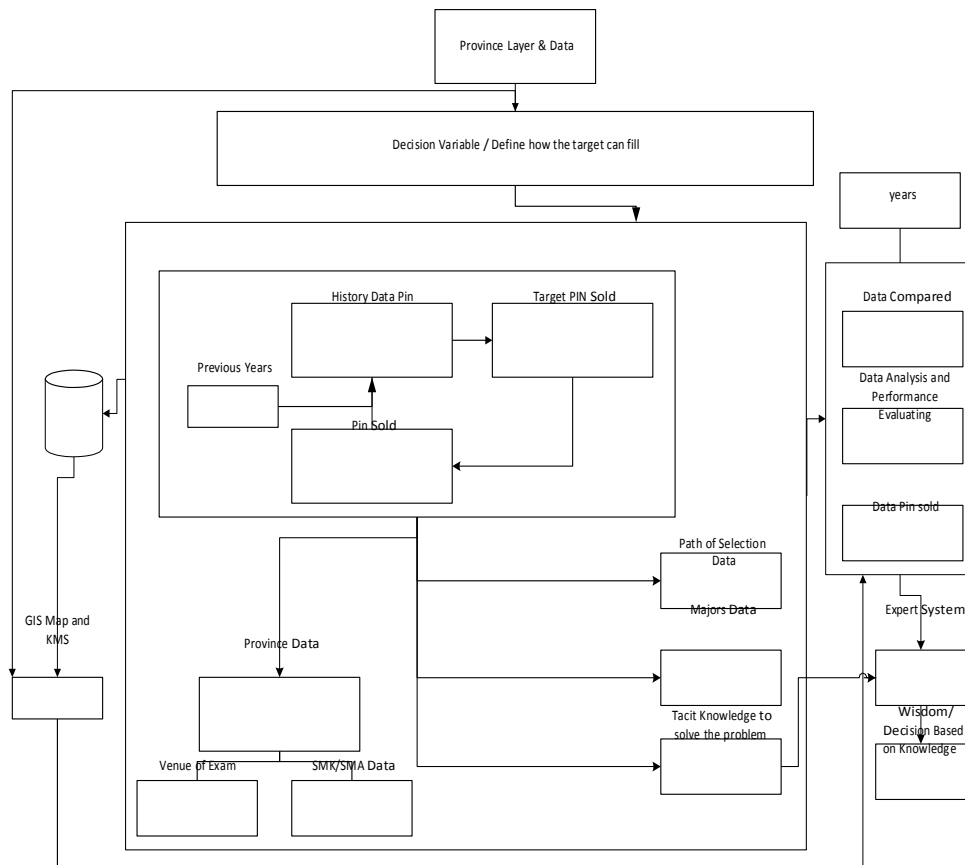 Province Layer & Data
Decision Variable / Define how the target can fill
years
History Data Pin
Target PIN Sold
Data Compared
Previous Years
Data Analysis and
Performance
Evaluating
Pin Sold
Data Pin sold
Path of Selection
Data
GIS Map and
KMS
Majors Data
Expert System
Province Data
Tacit Knowledge to
solve the problem
Wisdom/
Decision Based
on Knowledge
Venue of Exam
SMK/SMA Data